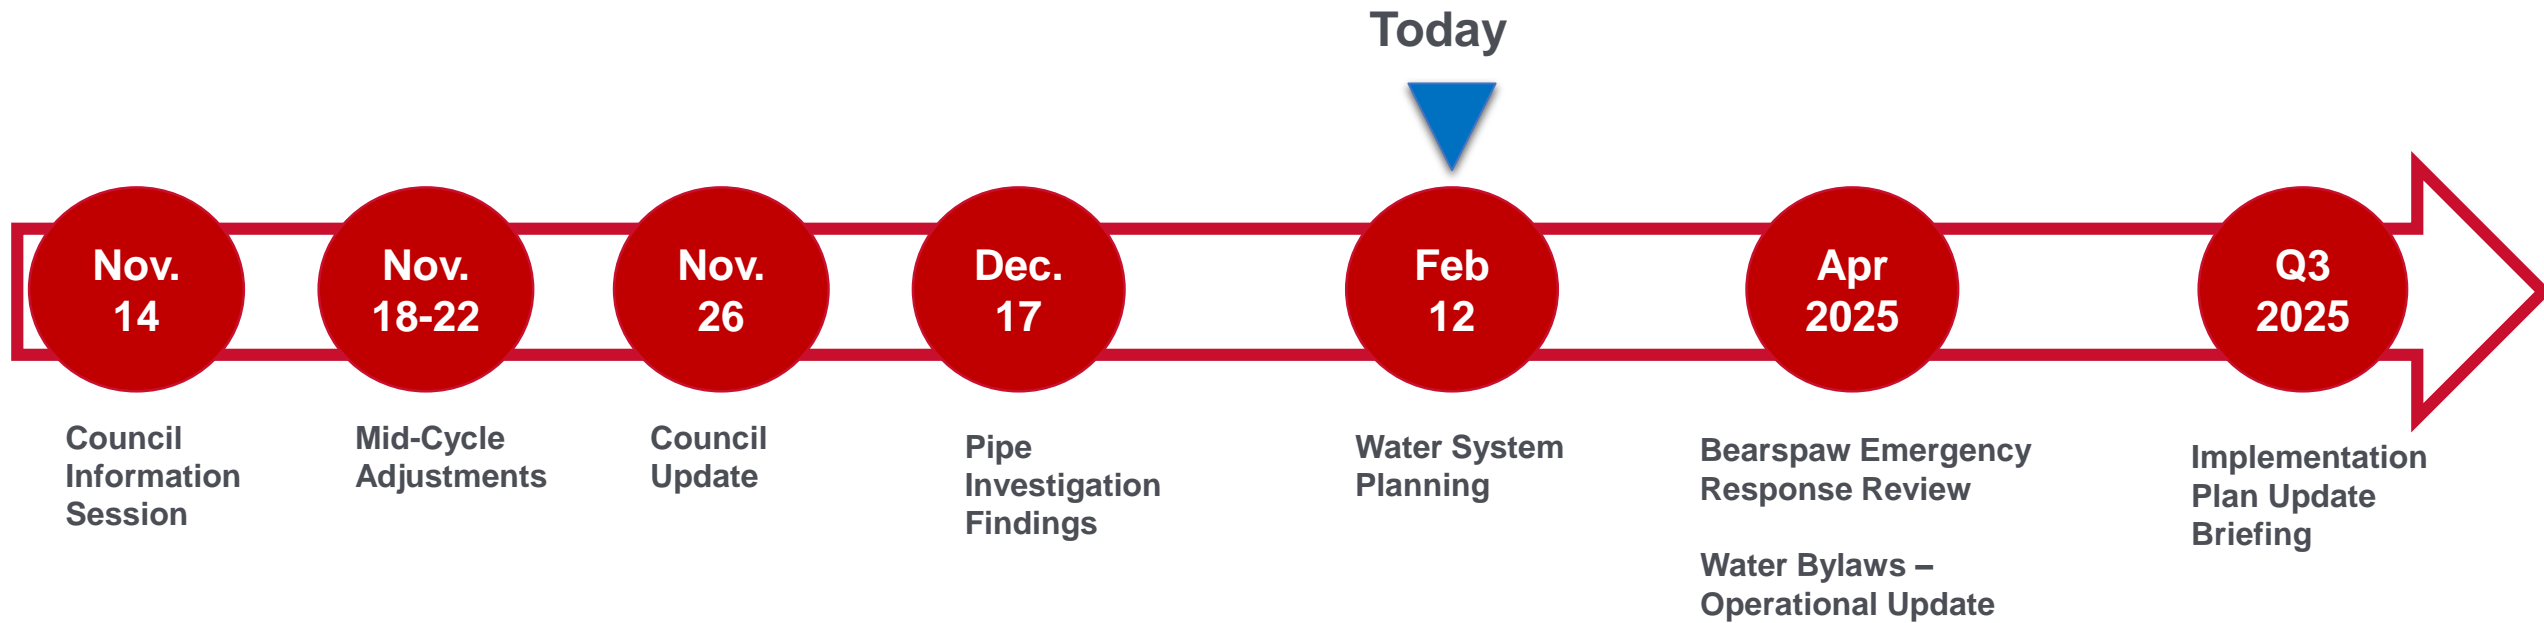 Today
Nov.
14
Nov.
18-22
Nov.
26
Dec.
17
Feb
12
Apr
2025
Q3
2025
Council
Information
Session
Mid-Cycle
Adjustments
Council
Update
Pipe
Investigation
Findings
Water System
Planning
Bearspaw Emergency
Response Review
Water Bylaws –
Operational Update
Implementation
Plan Update
Briefing